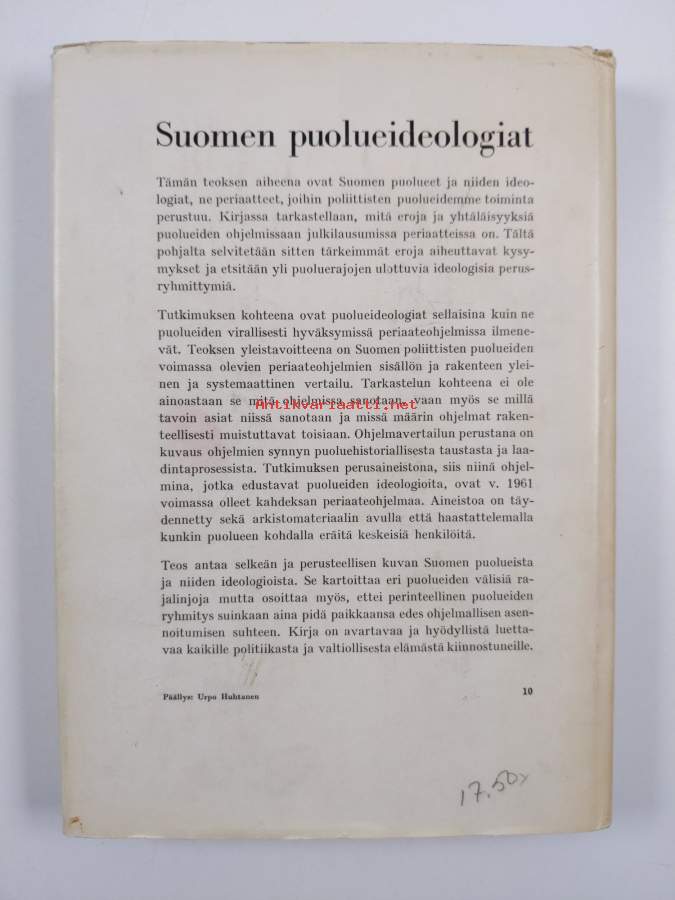 Suomen puolueideologiat
Tämän teoksen aiheena ovat Suomen puolueet ja niiden ideo-
logiat, ne periaatteet, joihin poliittisten puolueidemme toiminta
perustuu. Kirjassa tarkastellaan, mitä eroja ja yhtäläisyyksiä
puolueiden ohjelmissaan julkilausumissa periaatteissa on. Tältä
pohjalta selvitetään sitten tärkeimmät eroja aiheuttavat kysy-
mykset ja etsitään yli puoluerajojen ulottuvia ideologisia perus-
ryhmittymiä.
Tutkimuksen kohteena ovat puolueideologiat sellaisina kuin ne
puolueiden virallisesti hyväksymissä periaateohjelmissa ilmene-
vät. Teoksen yleistavoitteena on Suomen poliittisten puolueiden
voimassa olevien periaateohjelmien sisällön ja rakenteen ylei-
nen ja systemaattinen vertailu. Tarkastelun kohteena ei ole
ainoastaan se mitä ohjelmissa sanotaan, vaan myös se millä
Antikvariaatti.net
tavoin asiat niissä sanotaan ja missä määrin ohjelmat raken-
teellisesti muistuttavat toisiaan. Ohjelmavertailun perustana on
kuvaus ohjelmien synnyn puoluehistoriallisesta taustasta ja laa-
dintaprosessista. Tutkimuksen perusaineistona, siis niinä ohjel-
mina, jotka edustavat puolueiden ideologioita, ovat v. 1961
voimassa olleet kahdeksan periaateohjelmaa. Aineistoa on täy-
dennetty sekä arkistomateriaalin avulla että haastattelemalla
kunkin puolueen kohdalla eräitä keskeisiä henkilöitä.
Teos antaa selkeän ja perusteellisen kuvan Suomen puolueista
ja niiden ideologioista. Se kartoittaa eri puolueiden välisiä ra-
jalinjoja mutta osoittaa myös, ettei perinteellinen puolueiden
ryhmitys suinkaan aina pidä paikkaansa edes ohjelmallisen asen-
noitumisen suhteen. Kirja on avartavaa ja hyödyllistä luetta-
vaa kaikille politiikasta ja valtiollisesta elämästä kiinnostuneille.
Päällys: Urpo Huhtanen 10
17.50